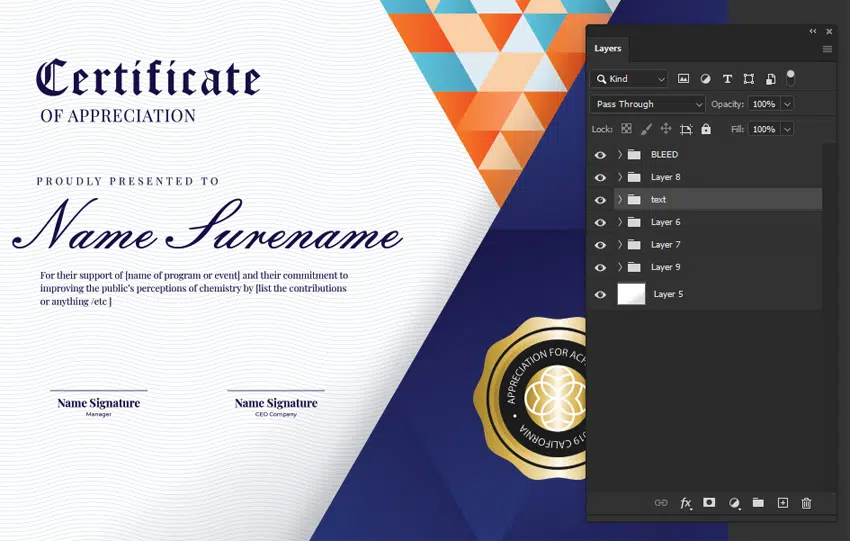 Certificate
OF APPRECIATION
PROUDLY PRESENTED TO
Name Surename
For their support of [name of program or event] and their commitment to
improving the public's perceptions of chemistry by [list the contributions
or anything /etc ]
Name Signature
Manager
Name Signature
CEO Company
APPRECIATION FOR ACH
019 CALIFORNIA
Layers
Kind
Pass Through
Opacity: 100%
Lock:
Fill: 100%
BLEED
Layer 8
text
Layer 6
Layer 7
Layer 9
Layer 5
fx